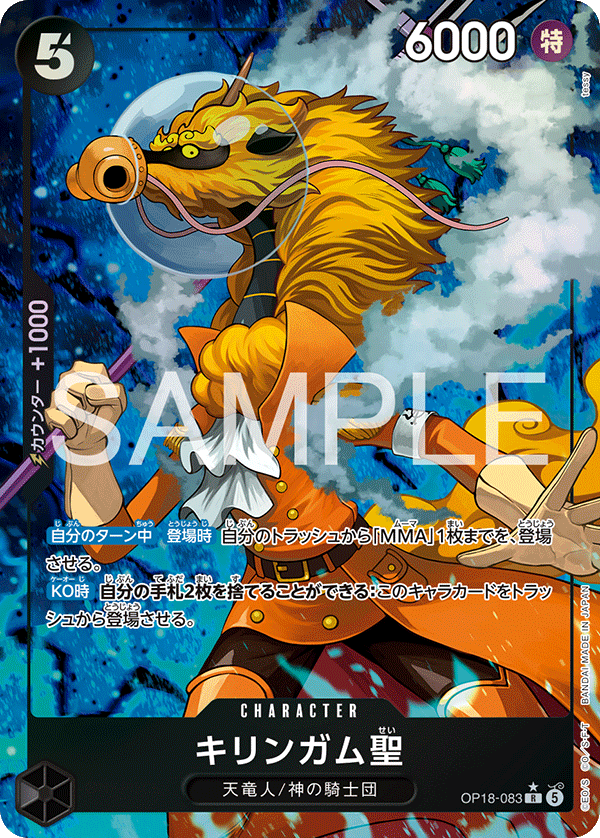 5
6000
特
tessy
カウンター +1000
SAMPLE
自分のターン中 登場時 自分のトラッシュから「MMA」1枚までを、登場
させる。
KO時 自分の手札2枚を捨てることができる：このキャラカードをトラッ
シュから登場させる。
CHARACTER
キリンガム聖
天竜人/神の騎士団
OP18-083 R 5
©E.O/S ©O/S・F・T BANDAI MADE IN JAPAN